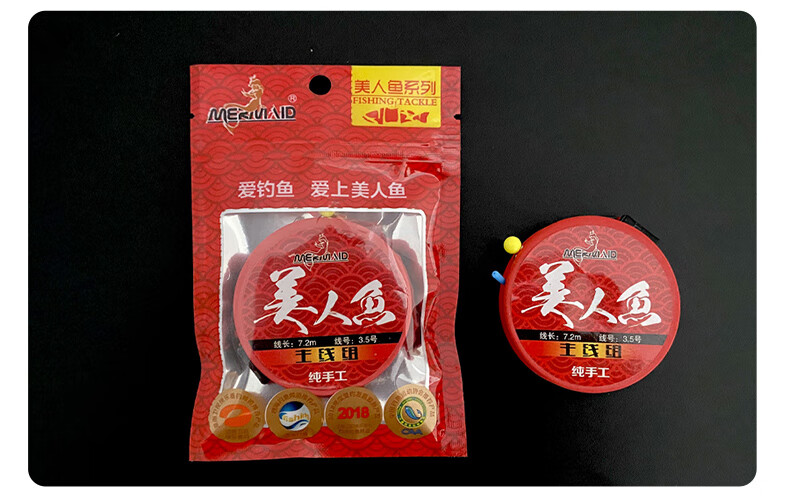 MERMAID
®
美人鱼系列
FISHING TACKLE
爱钓鱼 爱上美人鱼
MERMAID
美人鱼
线长：7.2m 线号：3.5号
主线组
纯手工
2018
MERMAID
美人鱼
线长：7.2m 线号：3.5号
主线组
纯手工